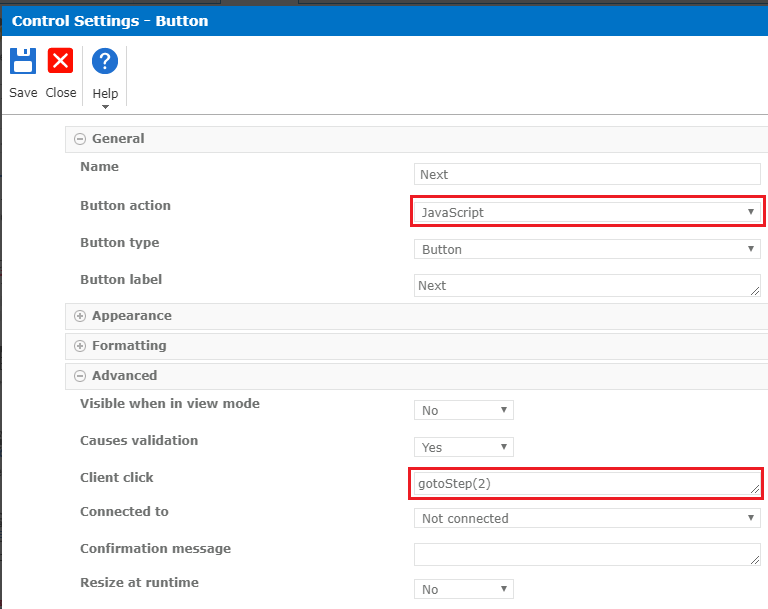 Control Settings - Button
Save Close Help
General
Name Next
Button action JavaScript
Button type Button
Button label Next
Appearance
Formatting
Advanced
Visible when in view mode No
Causes validation Yes
Client click gotoStep(2)
Connected to Not connected
Confirmation message
Resize at runtime No